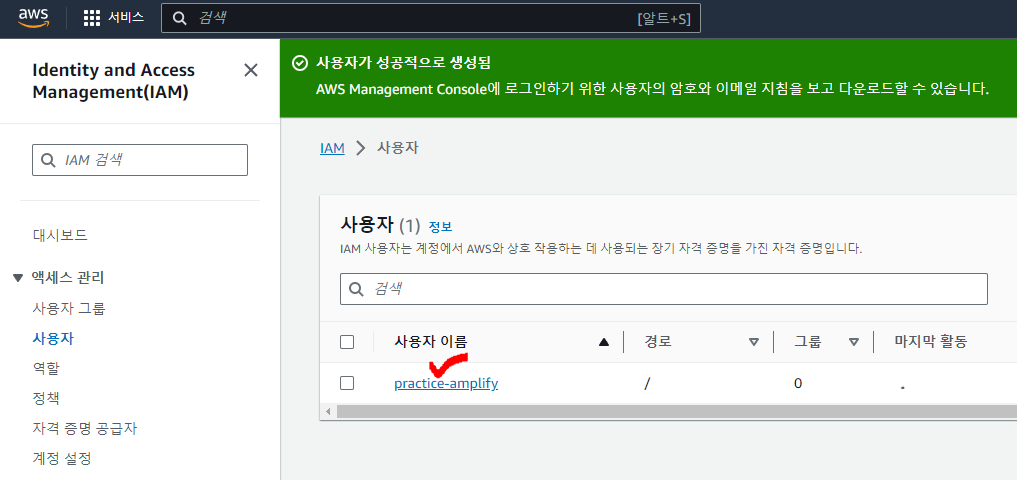 aws 서비스 검색 [알트+S]
Identity and Access
Management(IAM)
IAM 검색
대시보드
액세스 관리
사용자 그룹
사용자
역할
정책
자격 증명 공급자
계정 설정
사용자가 성공적으로 생성됨
AWS Management Console에 로그인하기 위한 사용자의 암호와 이메일 지침을 보고 다운로드할 수 있습니다.
IAM 사용자
사용자 (1) 정보
IAM 사용자는 계정에서 AWS와 상호 작용하는 데 사용되는 장기 자격 증명을 가진 자격 증명입니다.
검색
사용자 이름 경로 그룹 마지막 활동
practice-amplify / 0 -